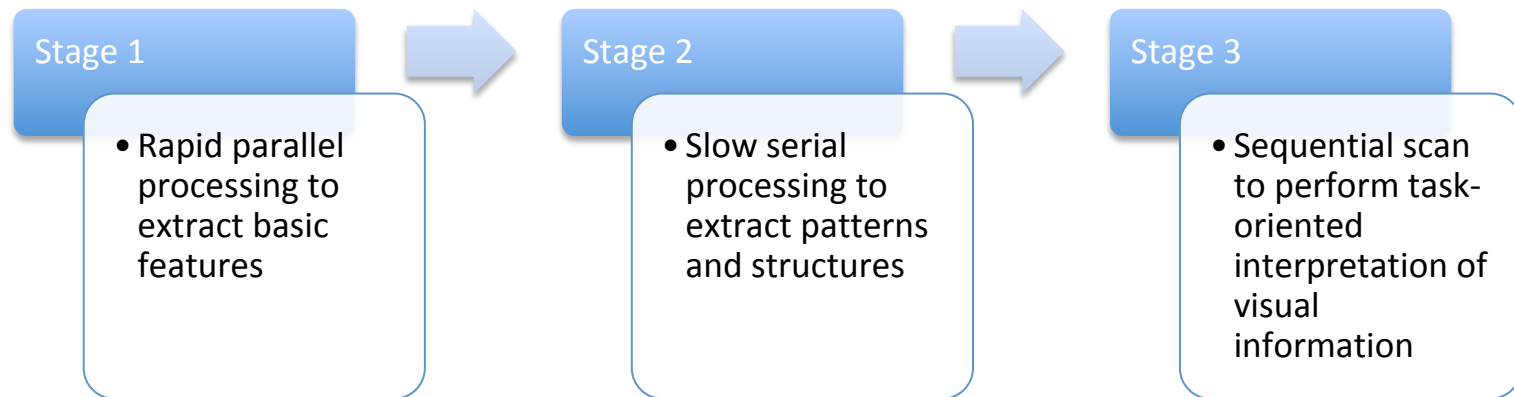 Stage 1
• Rapid parallel
processing to
extract basic
features
Stage 2
• Slow serial
processing to
extract patterns
and structures
Stage 3
• Sequential scan
to perform task-
oriented
interpretation of
visual
information